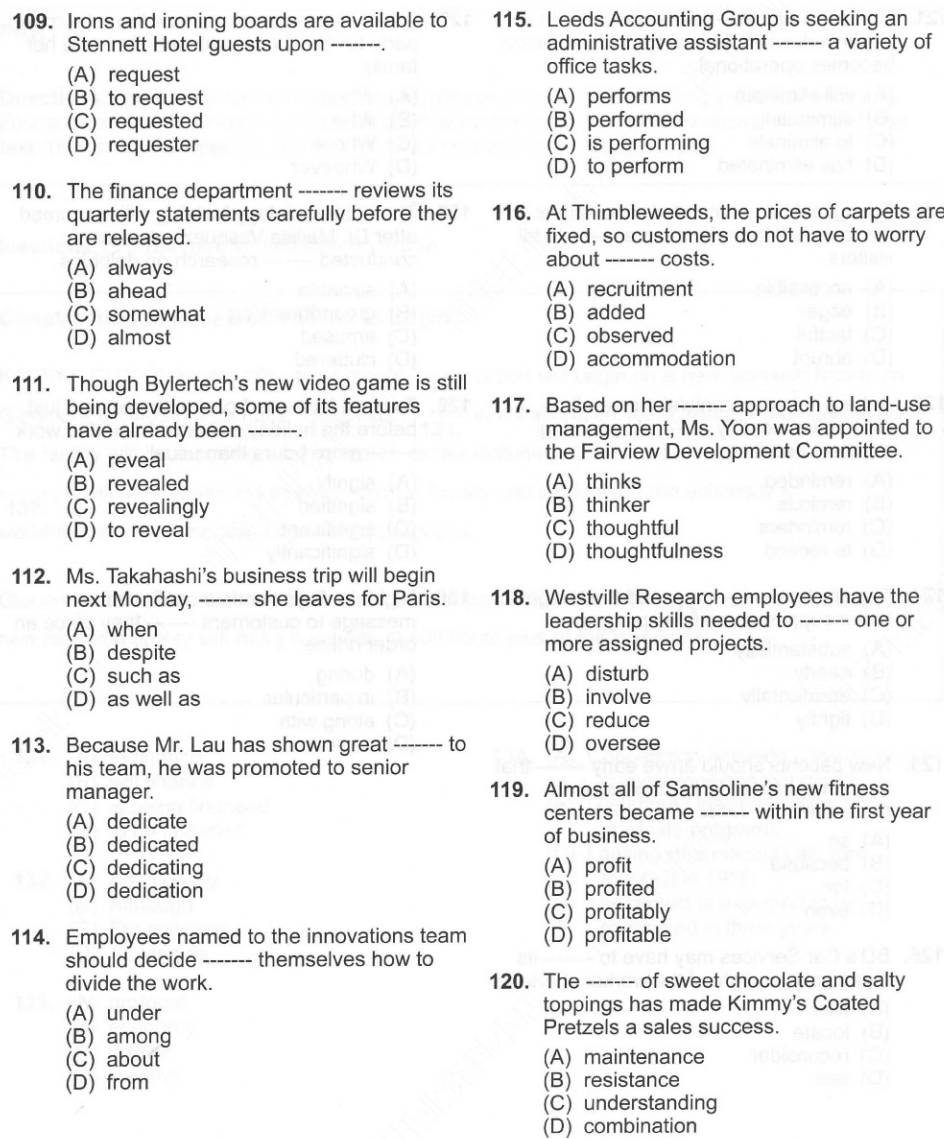 109. Irons and ironing boards are available to
Stennett Hotel guests upon -------.
(A) request
(B) to request
(C) requested
(D) requester
110. The finance department ------- reviews its
quarterly statements carefully before they
are released.
(A) always
(B) ahead
(C) somewhat
(D) almost
111. Though Bylertech's new video game is still
being developed, some of its features
have already been -------.
(A) reveal
(B) revealed
(C) revealingly
(D) to reveal
112. Ms. Takahashi's business trip will begin
next Monday, ------- she leaves for Paris.
(A) when
(B) despite
(C) such as
(D) as well as
113. Because Mr. Lau has shown great ------- to
his team, he was promoted to senior
manager.
(A) dedicate
(B) dedicated
(C) dedicating
(D) dedication
114. Employees named to the innovations team
should decide ------- themselves how to
divide the work.
(A) under
(B) among
(C) about
(D) from
115. Leeds Accounting Group is seeking an
administrative assistant ------- a variety of
office tasks.
(A) performs
(B) performed
(C) is performing
(D) to perform
116. At Thimbleweeds, the prices of carpets are
fixed, so customers do not have to worry
about ------- costs.
(A) recruitment
(B) added
(C) observed
(D) accommodation
117. Based on her ------- approach to land-use
management, Ms. Yoon was appointed to
the Fairview Development Committee.
(A) thinks
(B) thinker
(C) thoughtful
(D) thoughtfulness
118. Westville Research employees have the
leadership skills needed to ------- one or
more assigned projects.
(A) disturb
(B) involve
(C) reduce
(D) oversee
119. Almost all of Samsoline's new fitness
centers became ------- within the first year
of business.
(A) profit
(B) profited
(C) profitably
(D) profitable
120. The ------- of sweet chocolate and salty
toppings has made Kimmy's Coated
Pretzels a sales success.
(A) maintenance
(B) resistance
(C) understanding
(D) combination